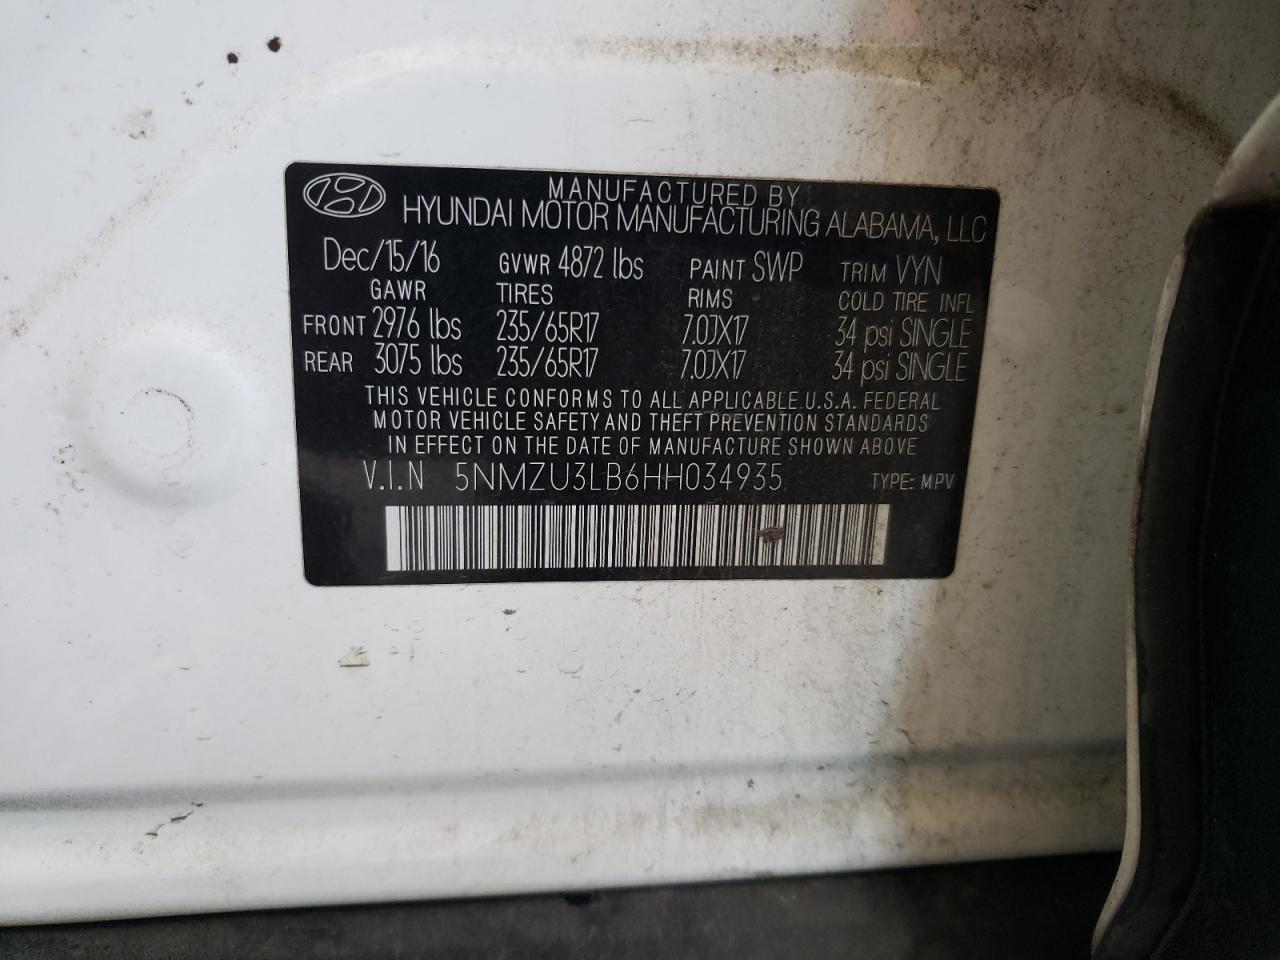 MANUFACTURED BY
HYUNDAI MOTOR MANUFACTURING ALABAMA, LLC
Dec/15/16 GVWR 4872 lbs PAINT SWP TRIM VYN
GAWR TIRES RIMS COLD TIRE INFL
FRONT 2976 lbs 235/65R17 7.0JX17 34 psi SINGLE
REAR 3075 lbs 235/65R17 7.0JX17 34 psi SINGLE
THIS VEHICLE CONFORMS TO ALL APPLICABLE U.S.A. FEDERAL
MOTOR VEHICLE SAFETY AND THEFT PREVENTION STANDARDS
IN EFFECT ON THE DATE OF MANUFACTURE SHOWN ABOVE
V.I.N 5NMZU3LB6HH034935 TYPE: MPV